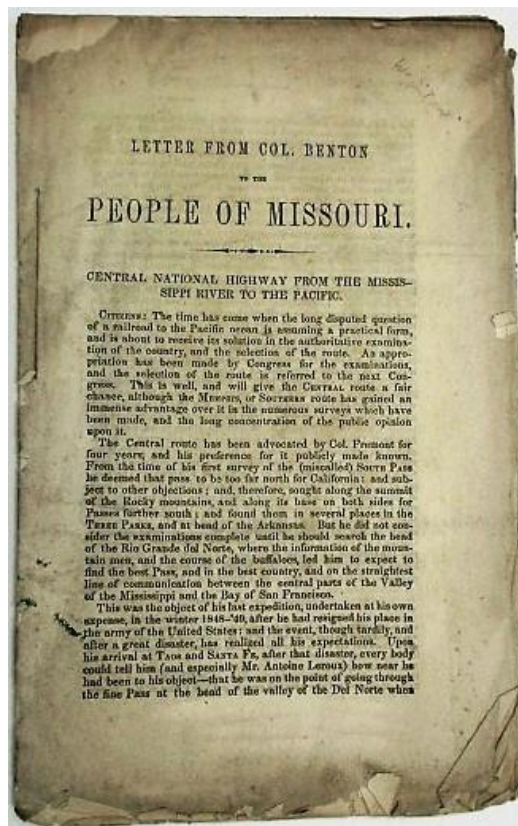 LETTER FROM COL. BENTON
TO THE
PEOPLE OF MISSOURI.
CENTRAL NATIONAL HIGHWAY FROM THE MISSIS-
SIPPI RIVER TO THE PACIFIC.
CITIZENS: The time has come when the long disputed question
of a railroad to the Pacific ocean is assuming a practical form,
and is about to receive its solution in the authoritative examina-
tion of the country, and the selection of the route. An appro-
priation has been made by Congress for the examinations,
and the selection of the route is referred to the next Con-
gress. This is well, and will give the CENTRAL route a fair
chance, although the MEMPHIS, or SOUTHERN route has gained an
immense advantage over it in the numerous surveys which have
been made, and the long concentration of the public opinion
upon it.
The Central route has been advocated by Col. Fremont for
four years, and his preference for it publicly made known.
From the time of his first survey of the (miscalled) SOUTH PASS
he deemed that pass to be too far north for California: and sub-
ject to other objections; and, therefore, sought along the summit
of the Rocky mountains, and along its base on both sides for
Passes further south; and found them in several places in the
THREE PARKS, and at head of the Arkansas. But he did not con-
sider the examinations complete until he should search the head
of the Rio Grande del Norte, where the information of the moun-
tain men, and the course of the buffaloes, led him to expect to
find the best Pass, and in the best country, and on the straightest
line of communication between the central parts of the Valley
of the Mississippi and the Bay of San Francisco.
This was the object of his last expedition, undertaken at his own
expense, in the winter 1848-'49, after he had resigned his place in
the army of the United States: and the event, though tardily, and
after a great disaster, has realized all his expectations. Upon
his arrival at TAOS and SANTA FE, after that disaster, every body
could tell him (and especially Mr. Antoine Leroux) how near he
had been to his object—that he was on the point of going through
the fine Pass at the head of the valley of the Del Norte when